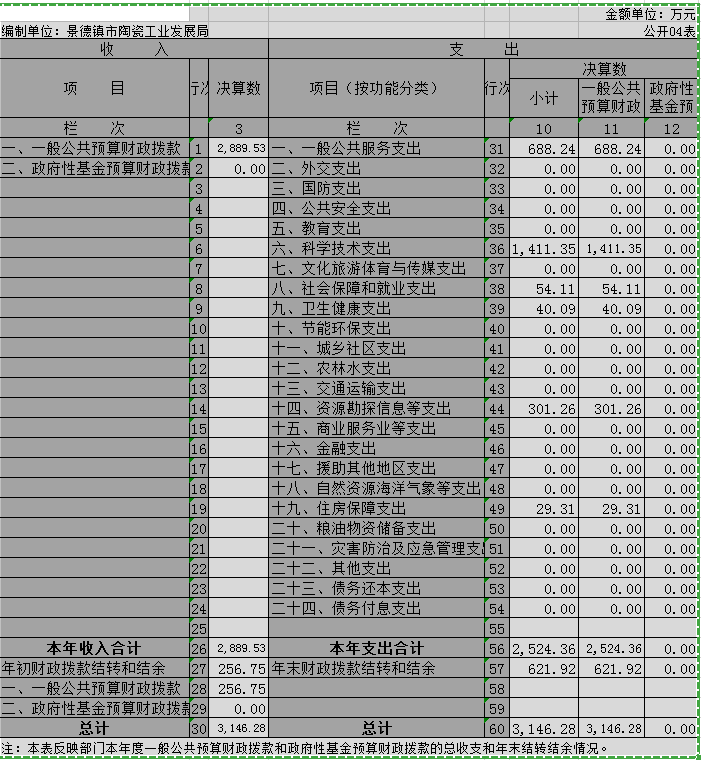 金额单位：万元
编制单位：景德镇市陶瓷工业发展局 公开04表
收 入 支 出
项 目 行次 决算数 项目（按功能分类） 行次 决算数
小计 一般公共预算财政 政府性基金预
栏 次 3 栏 次 10 11 12
一、一般公共预算财政拨款 1 2,889.53 一、一般公共服务支出 31 688.24 688.24 0.00
二、政府性基金预算财政拨款 2 0.00 二、外交支出 32 0.00 0.00 0.00
3 三、国防支出 33 0.00 0.00 0.00
4 四、公共安全支出 34 0.00 0.00 0.00
5 五、教育支出 35 0.00 0.00 0.00
6 六、科学技术支出 36 1,411.35 1,411.35 0.00
7 七、文化旅游体育与传媒支出 37 0.00 0.00 0.00
8 八、社会保障和就业支出 38 54.11 54.11 0.00
9 九、卫生健康支出 39 40.09 40.09 0.00
10 十、节能环保支出 40 0.00 0.00 0.00
11 十一、城乡社区支出 41 0.00 0.00 0.00
12 十二、农林水支出 42 0.00 0.00 0.00
13 十三、交通运输支出 43 0.00 0.00 0.00
14 十四、资源勘探信息等支出 44 301.26 301.26 0.00
15 十五、商业服务业等支出 45 0.00 0.00 0.00
16 十六、金融支出 46 0.00 0.00 0.00
17 十七、援助其他地区支出 47 0.00 0.00 0.00
18 十八、自然资源海洋气象等支出 48 0.00 0.00 0.00
19 十九、住房保障支出 49 29.31 29.31 0.00
20 二十、粮油物资储备支出 50 0.00 0.00 0.00
21 二十一、灾害防治及应急管理支 51 0.00 0.00 0.00
22 二十二、其他支出 52 0.00 0.00 0.00
23 二十三、债务还本支出 53 0.00 0.00 0.00
24 二十四、债务付息支出 54 0.00 0.00 0.00
25 55
本年收入合计 26 2,889.53 本年支出合计 56 2,524.36 2,524.36 0.00
年初财政拨款结转和结余 27 256.75 年末财政拨款结转和结余 57 621.92 621.92 0.00
一、一般公共预算财政拨款 28 256.75 58
二、政府性基金预算财政拨款 29 0.00 59
总计 30 3,146.28 总计 60 3,146.28 3,146.28 0.00
注：本表反映部门本年度一般公共预算财政拨款和政府性基金预算财政拨款的总收支和年末结转结余情况。